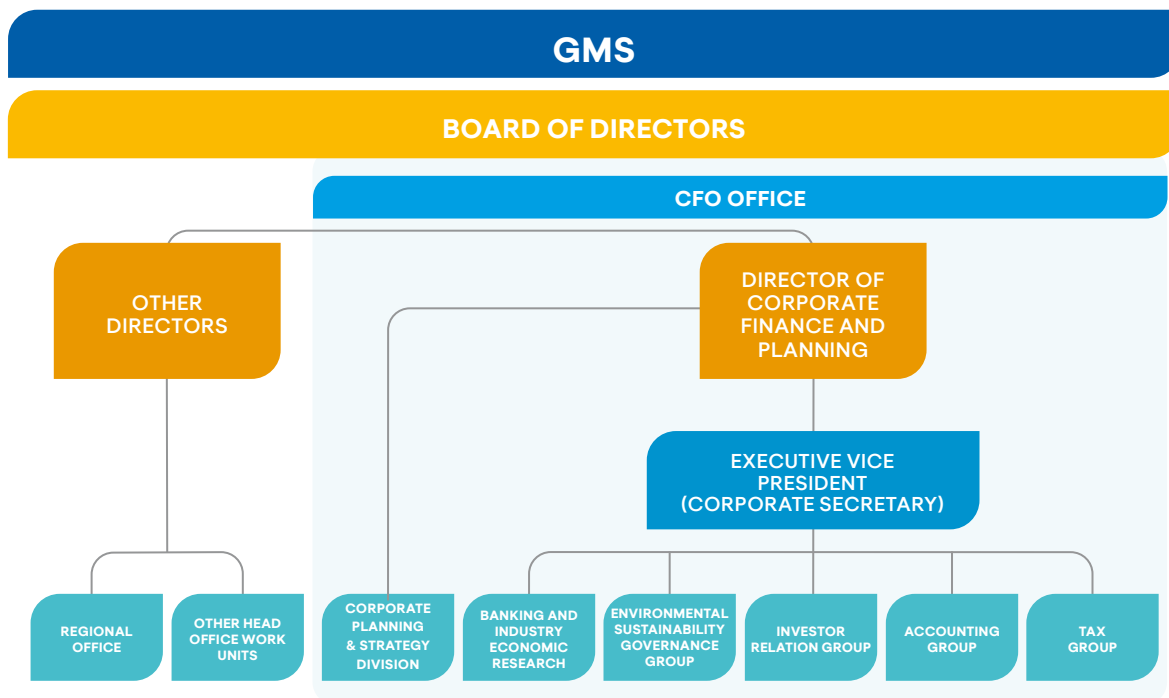 GMS
BOARD OF DIRECTORS
CFO OFFICE
OTHER
DIRECTORS
DIRECTOR OF
CORPORATE
FINANCE AND
PLANNING
EXECUTIVE VICE
PRESIDENT
(CORPORATE SECRETARY)
REGIONAL
OFFICE
OTHER HEAD
OFFICE WORK
UNITS
CORPORATE
PLANNING
& STRATEGY
DIVISION
BANKING AND
INDUSTRY
ECONOMIC
RESEARCH
ENVIRONMENTAL
SUSTAINABILITY
GOVERNANCE
GROUP
INVESTOR
RELATION GROUP
ACCOUNTING
GROUP
TAX
GROUP